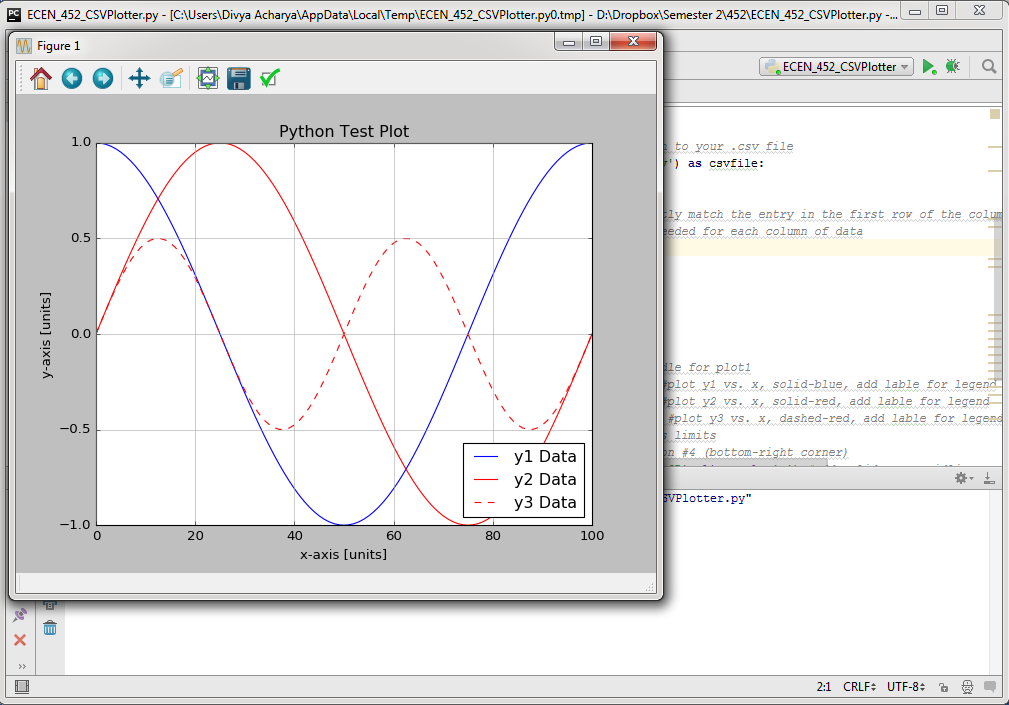 ECEN_452_CSVPlotter.py - [C:\Users\Divya Acharya\AppData\Local\Temp\ECEN_452_CSVPlotter.py0.tmp] - D:\Dropbox\Semester 2\452\ECEN_452_CSVPlotter.py -...
Figure 1
ECEN_452_CSVPlotter
Python Test Plot
1.0
0.5
0.0
−0.5
−1.0
y-axis [units]
0 20 40 60 80 100
x-axis [units]
y1 Data
y2 Data
y3 Data
to your .csv file
') as csvfile:
tly match the entry in the first row of the colum
eeded for each column of data
dle for plot1
#plot y1 vs. x, solid-blue, add lable for legend
#plot y2 vs. x, solid-red, add lable for legend
#plot y3 vs. x, dashed-red, add lable for legend
s limits
on #4 (bottom-right corner)
SVPlotter.py"
2:1 CRLF UTF-8